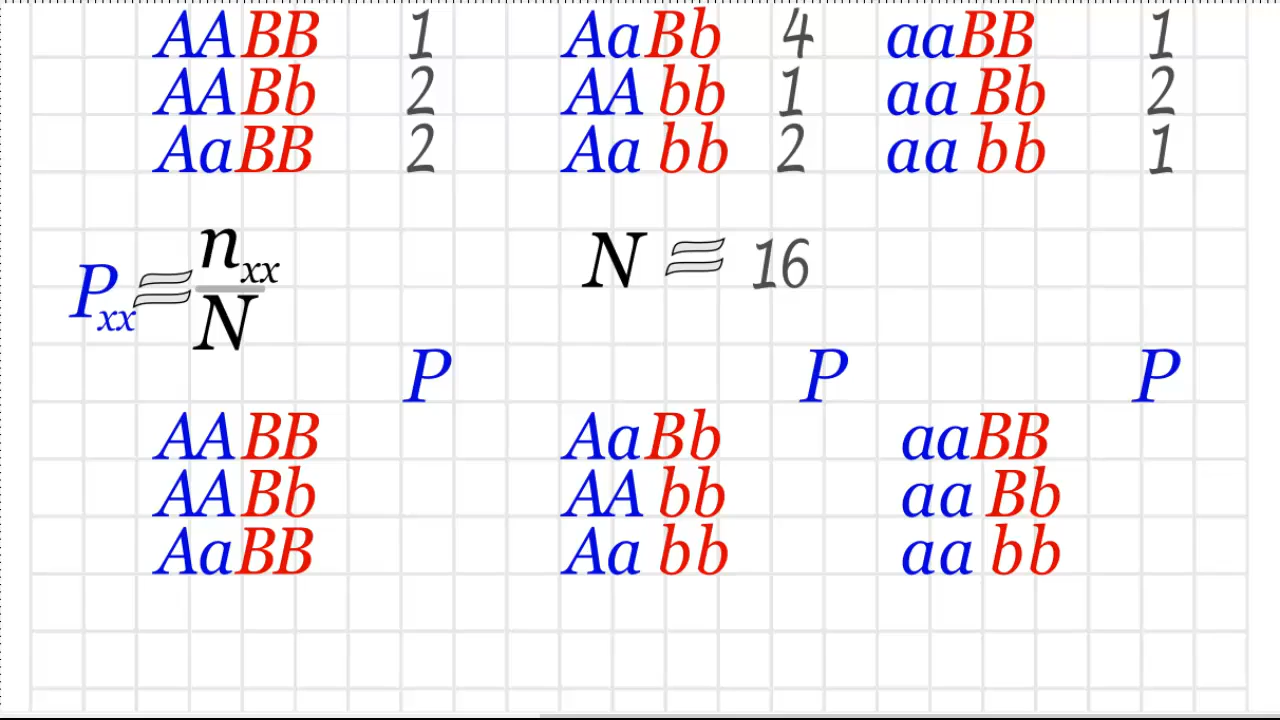 AABB 1 AaBb 4 aaBB 1
AABb 2 AA bb 1 aa Bb 2
AaBB 2 Aa bb 2 aa bb 1
Pxx = nxx / N N = 16
P P P
AABB AaBb aaBB
AABb AA bb aa Bb
AaBB Aa bb aa bb